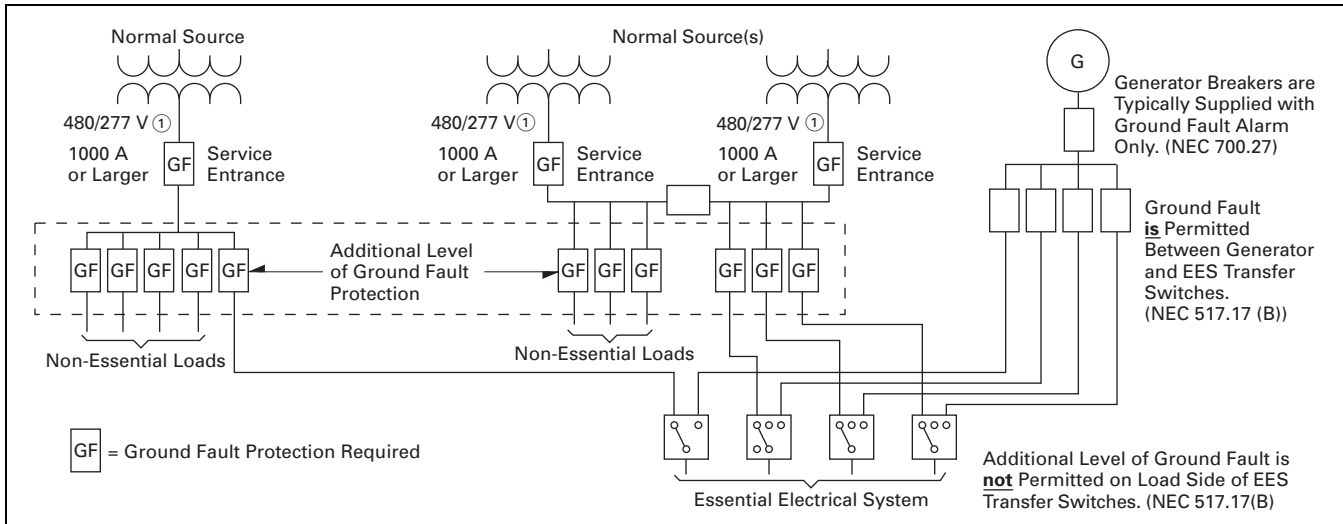 Normal Source
Normal Source(s)
G
Generator Breakers are
Typically Supplied with
Ground Fault Alarm
Only. (NEC 700.27)
480/277 V ①
1000 A
or Larger
GF
Service
Entrance
480/277 V ①
1000 A
or Larger
GF
Service
Entrance
480/277 V ①
1000 A
or Larger
GF
Service
Entrance
Ground Fault
is Permitted
Between Generator
and EES Transfer
Switches.
(NEC 517.17 (B))
GF GF GF GF GF
Additional Level
of Ground Fault
Protection
GF GF GF
GF GF GF
Non-Essential Loads
Non-Essential Loads
GF = Ground Fault Protection Required
Essential Electrical System
Additional Level of Ground Fault is
not Permitted on Load Side of EES
Transfer Switches. (NEC 517.17(B)